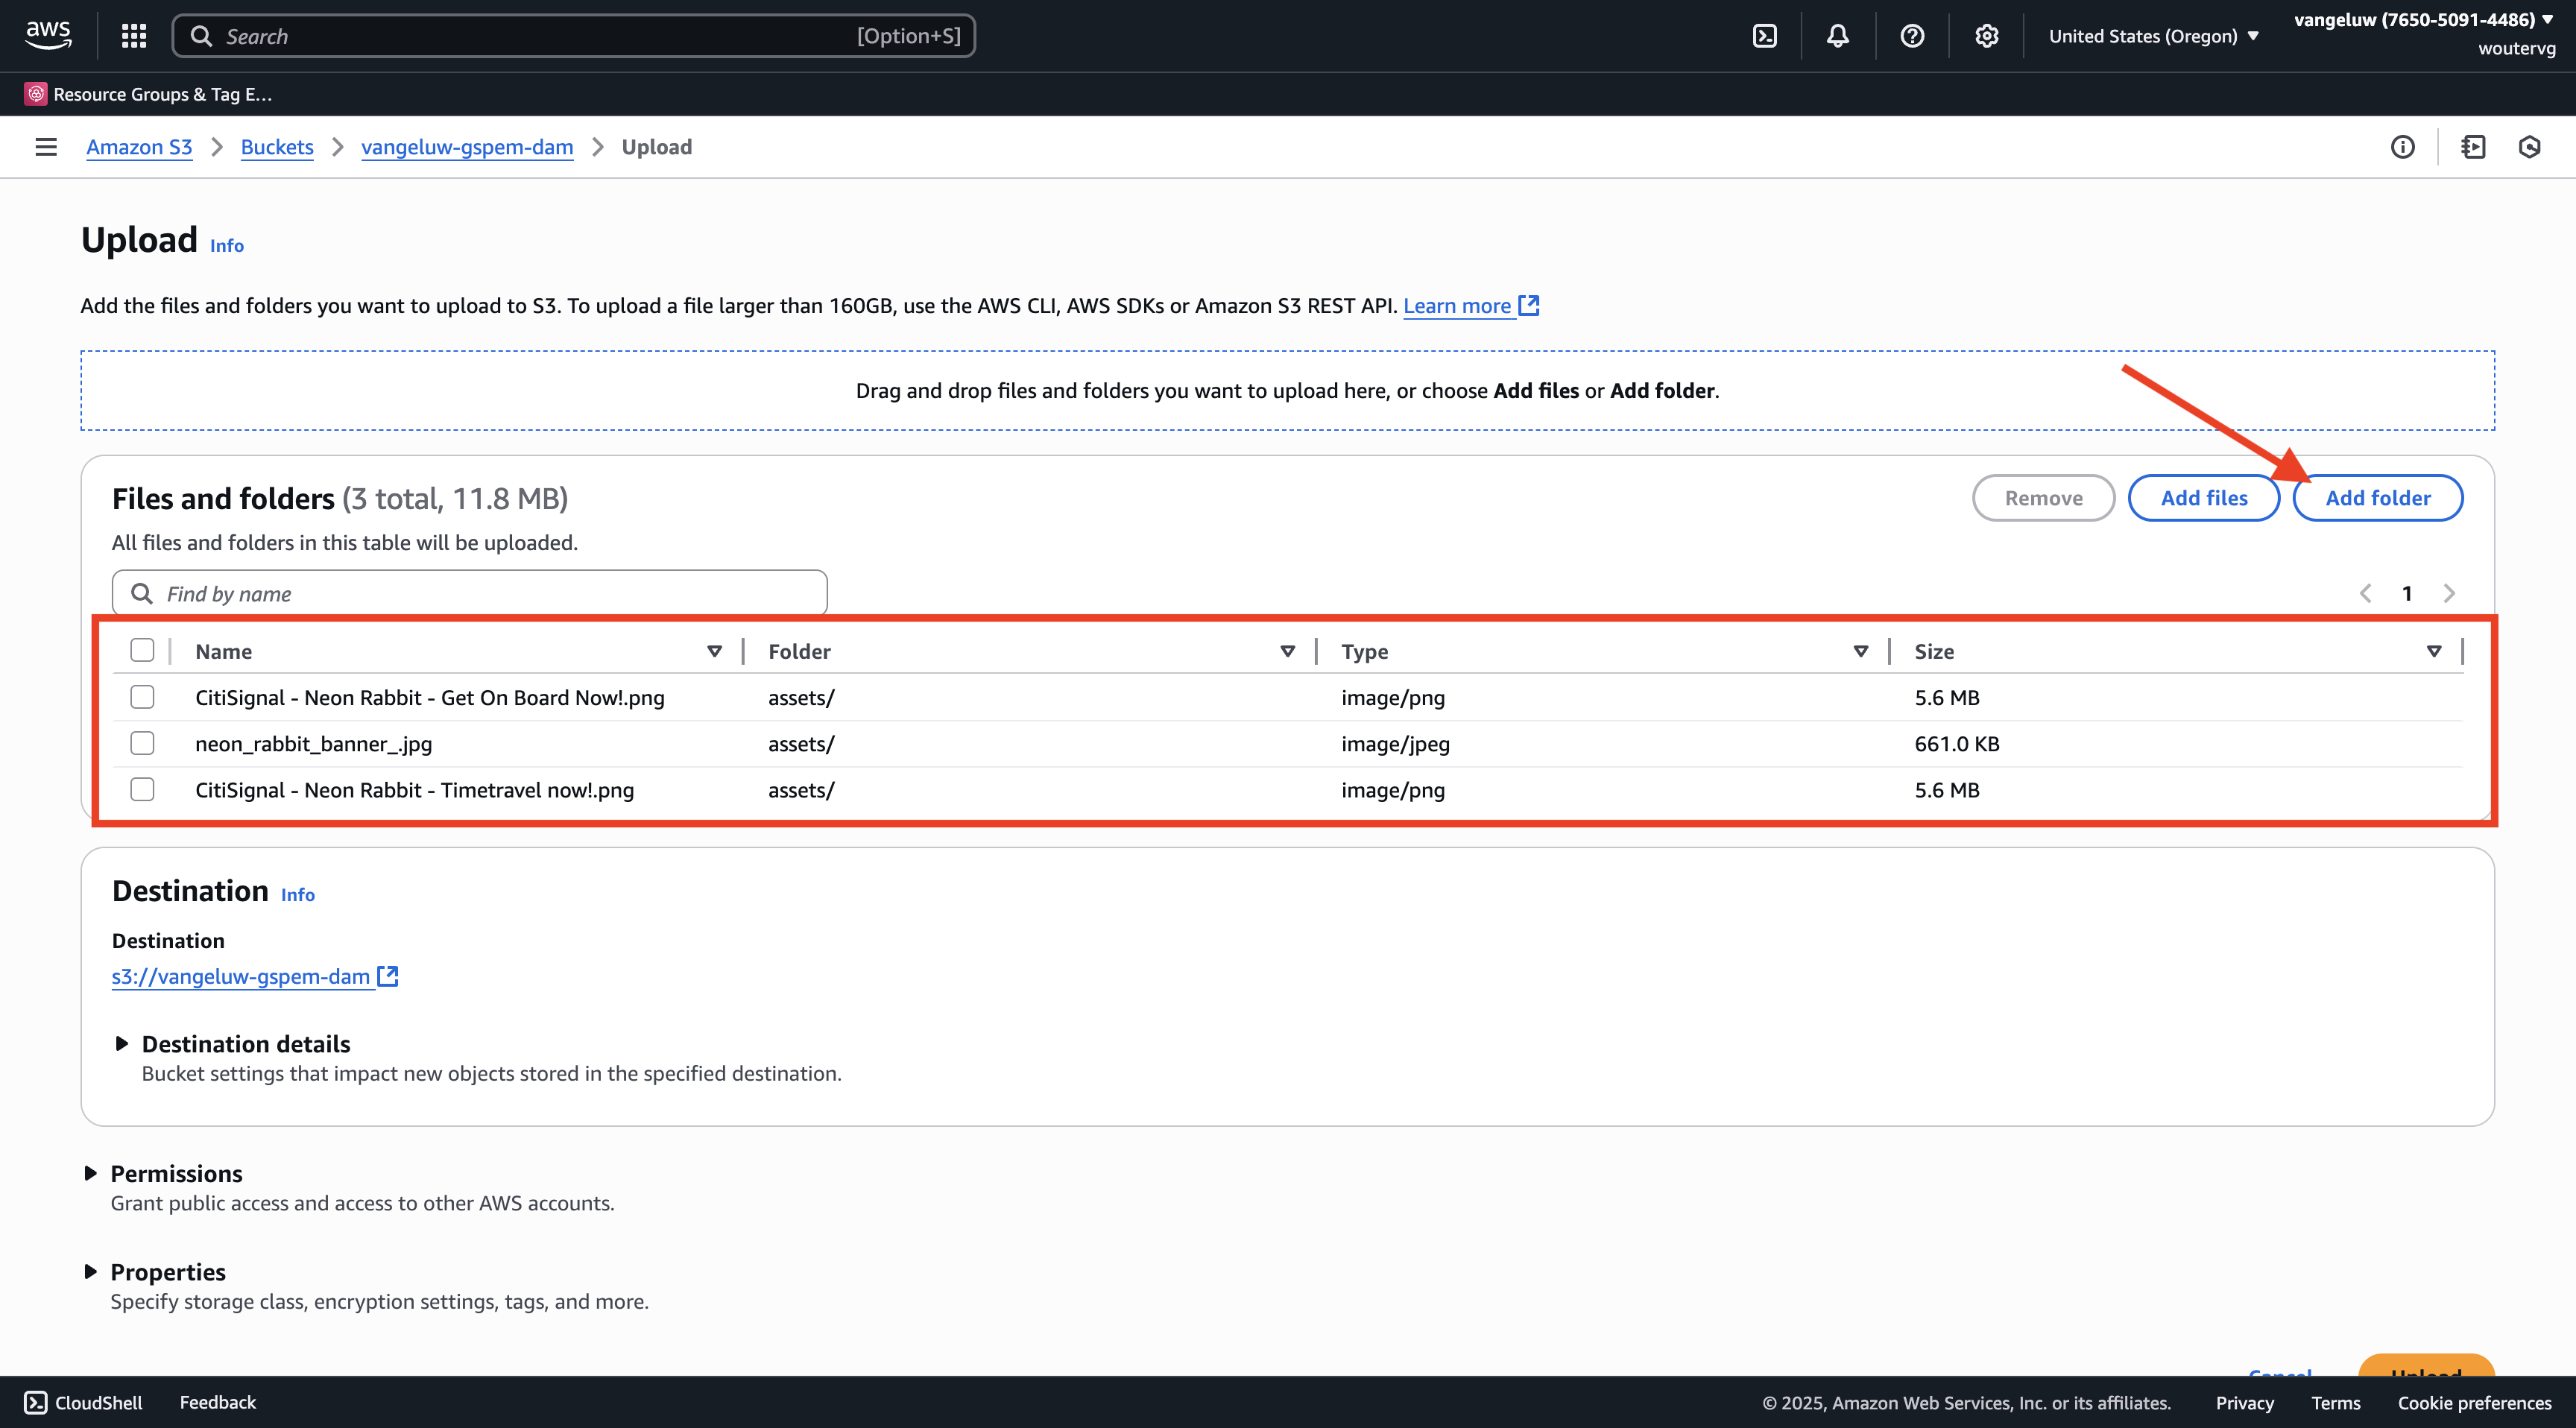 aws
Search [Option+S]
United States (Oregon)
vangeluw (7650-5091-4486)
woutervg
Resource Groups & Tag E...
Amazon S3 > Buckets > vangeluw-gspem-dam > Upload
Upload Info
Add the files and folders you want to upload to S3. To upload a file larger than 160GB, use the AWS CLI, AWS SDKs or Amazon S3 REST API. Learn more
Drag and drop files and folders you want to upload here, or choose Add files or Add folder.
Files and folders (3 total, 11.8 MB)
Remove Add files Add folder
All files and folders in this table will be uploaded.
Find by name
1
Name Folder Type Size
CitiSignal - Neon Rabbit - Get On Board Now!.png assets/ image/png 5.6 MB
neon_rabbit_banner_.jpg assets/ image/jpeg 661.0 KB
CitiSignal - Neon Rabbit - Timetravel now!.png assets/ image/png 5.6 MB
Destination Info
Destination
s3://vangeluw-gspem-dam
Destination details
Bucket settings that impact new objects stored in the specified destination.
Permissions
Grant public access and access to other AWS accounts.
Properties
Specify storage class, encryption settings, tags, and more.
Cancel Upload
CloudShell Feedback © 2025, Amazon Web Services, Inc. or its affiliates. Privacy Terms Cookie preferences